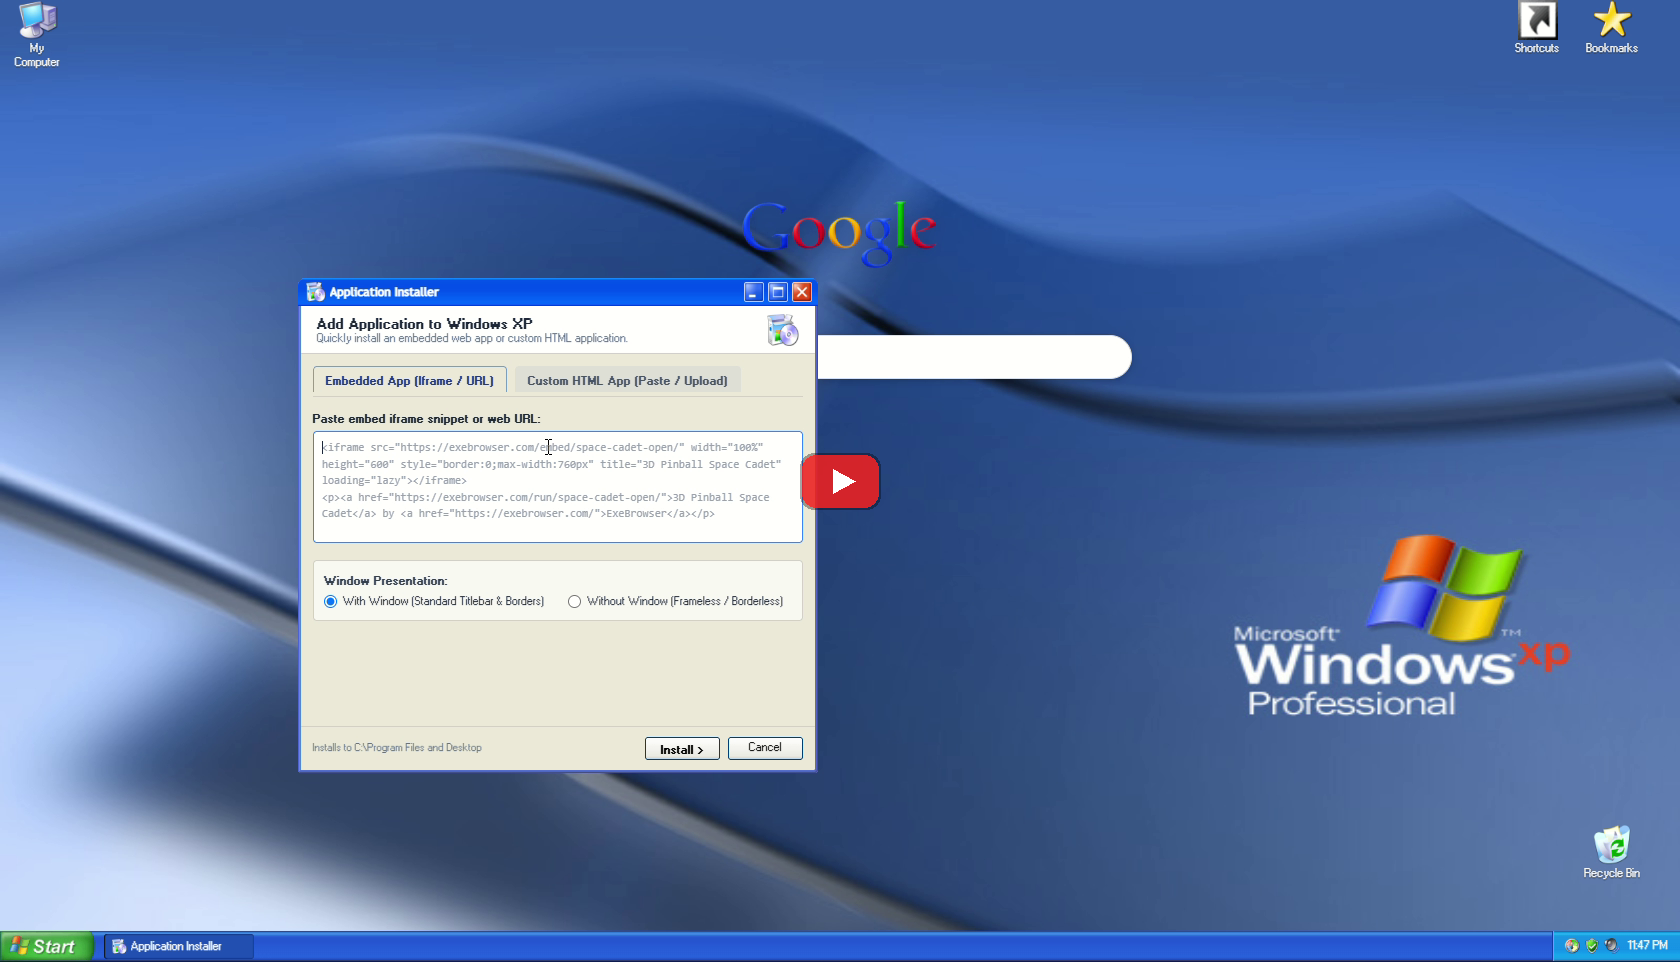 My
Computer
Shortcuts
Bookmarks
Google
Application Installer
Add Application to Windows XP
Quickly install an embedded web app or custom HTML application.
Embedded App (Iframe / URL)
Custom HTML App (Paste / Upload)
Paste embed iframe snippet or web URL:
<iframe src="https://exebrowser.com/embed/space-cadet-open/" width="100%"
height="600" style="border:0;max-width:760px" title="3D Pinball Space Cadet"
loading="lazy"></iframe>
<p><a href="https://exebrowser.com/run/space-cadet-open/">3D Pinball Space
Cadet</a> by <a href="https://exebrowser.com/">ExeBrowser</a></p>
Window Presentation:
With Window (Standard Titlebar & Borders)
Without Window (Frameless / Borderless)
Microsoft®
Windows xp
TM
Professional
Installs to C:\Program Files and Desktop
Install >
Cancel
Recycle Bin
Start
Application Installer
11:47 PM